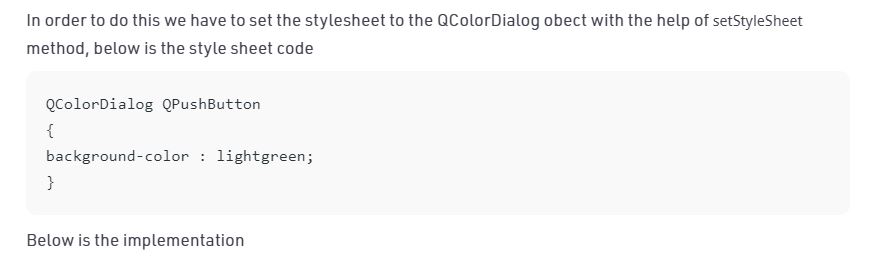 In order to do this we have to set the stylesheet to the QColorDialog obect with the help of setStyleSheet
method, below is the style sheet code
QColorDialog QPushButton
{
background-color : lightgreen;
}
Below is the implementation